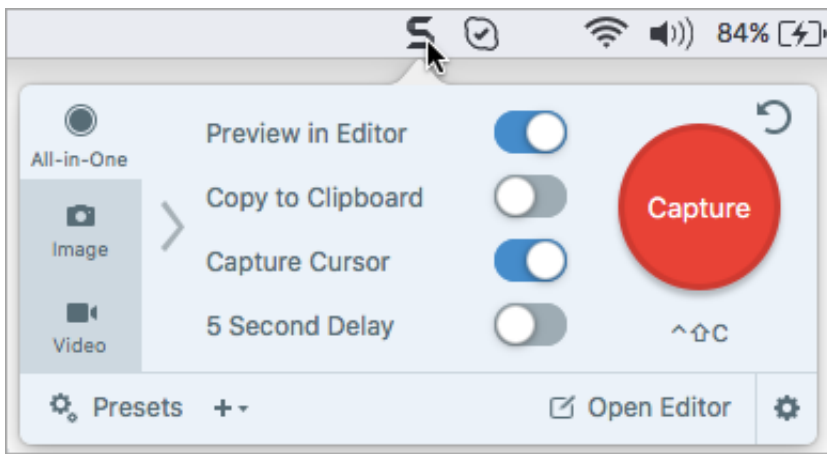 84%
All-in-One
Image
Video
Preview in Editor
Copy to Clipboard
Capture Cursor
5 Second Delay
Capture
^⇧C
Presets +
Open Editor